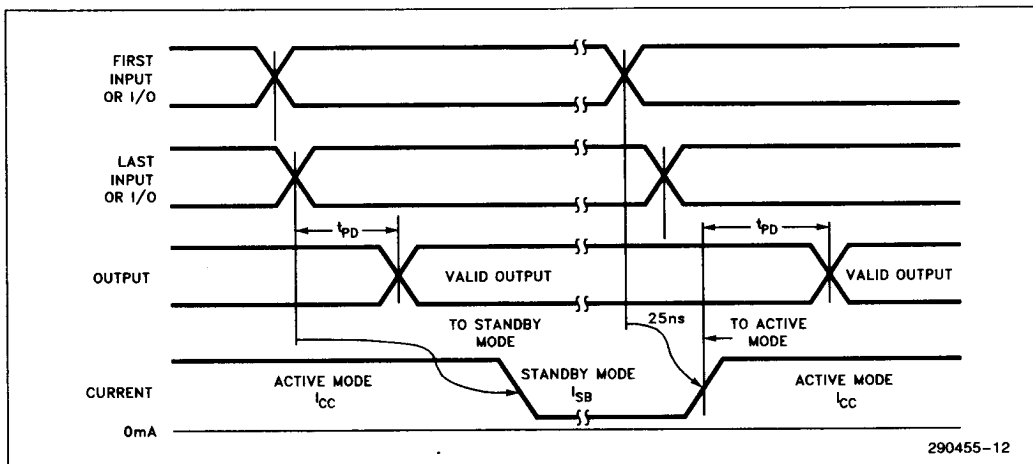 FIRST
INPUT
OR I/O
LAST
INPUT
OR I/O
tPD
tPD
OUTPUT
VALID OUTPUT
VALID OUTPUT
TO STANDBY
MODE
25ns
TO ACTIVE
MODE
CURRENT
ACTIVE MODE
ICC
STANDBY MODE
ISB
ACTIVE MODE
ICC
0mA
290455-12